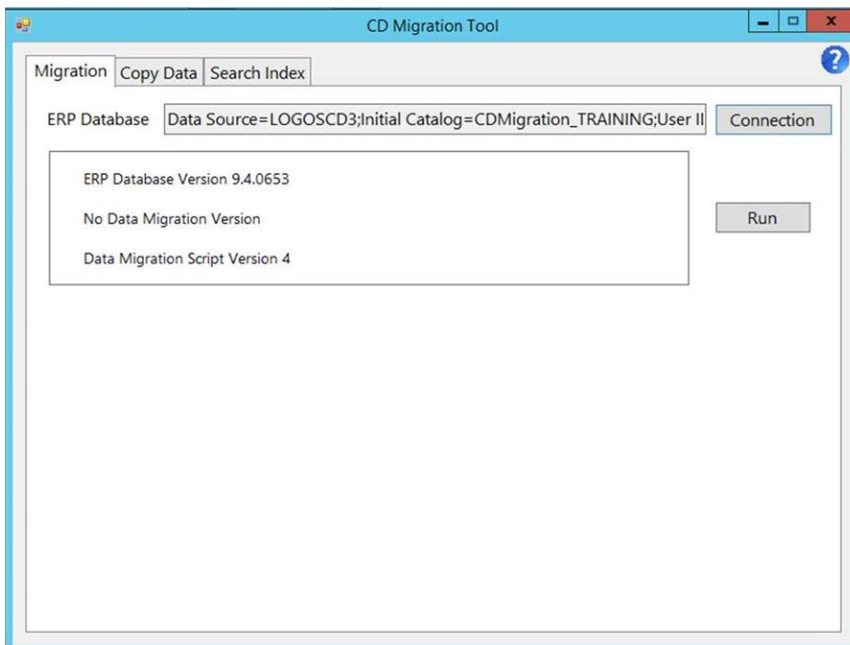 CD Migration Tool
Migration Copy Data Search Index
?
ERP Database Data Source=LOGOSCD3;Initial Catalog=CDMigration_TRAINING;User II Connection
ERP Database Version 9.4.0653
No Data Migration Version
Run
Data Migration Script Version 4